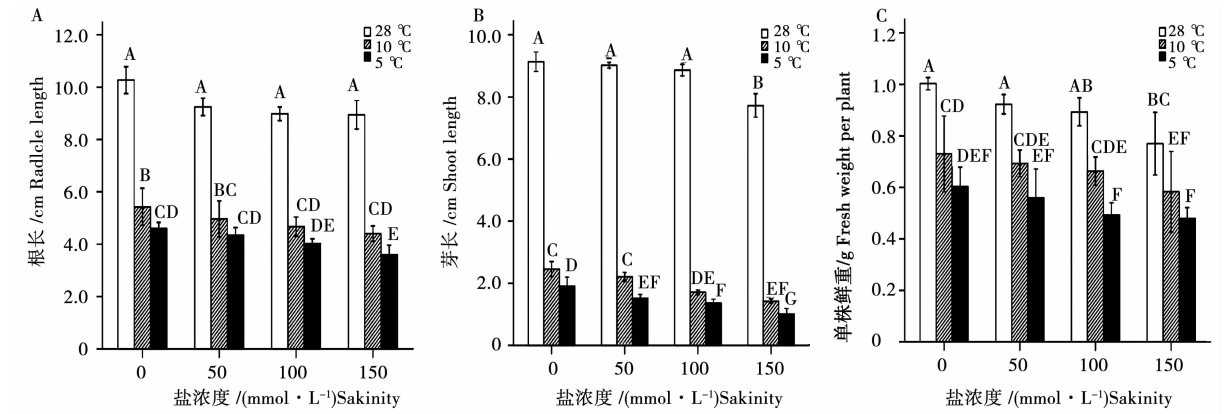 A
根长 /cm Radlcle length
12.0
10.0
8.0
6.0
4.0
2.0
0
28 ℃
10 ℃
5 ℃
A
B
CD
A
BC
CD
A
CD
DE
A
CD
E
0 50 100 150
盐浓度 /(mmol · L⁻¹)Sakinity
B
芽长 /cm Shoot length
10.0
8.0
6.0
4.0
2.0
0
28 ℃
10 ℃
5 ℃
A
C
D
A
C
EF
A
DE
F
B
EF
G
0 50 100 150
盐浓度 /(mmol · L⁻¹)Sakinity
C
单株鲜重/g Fresh weight per plant
1.2
1.0
0.8
0.6
0.4
0.2
0
28 ℃
10 ℃
5 ℃
A
CD
DEF
A
CDE
EF
AB
CDE
F
BC
EF
F
0 50 100 150
盐浓度 /(mmol · L⁻¹)Sakinity